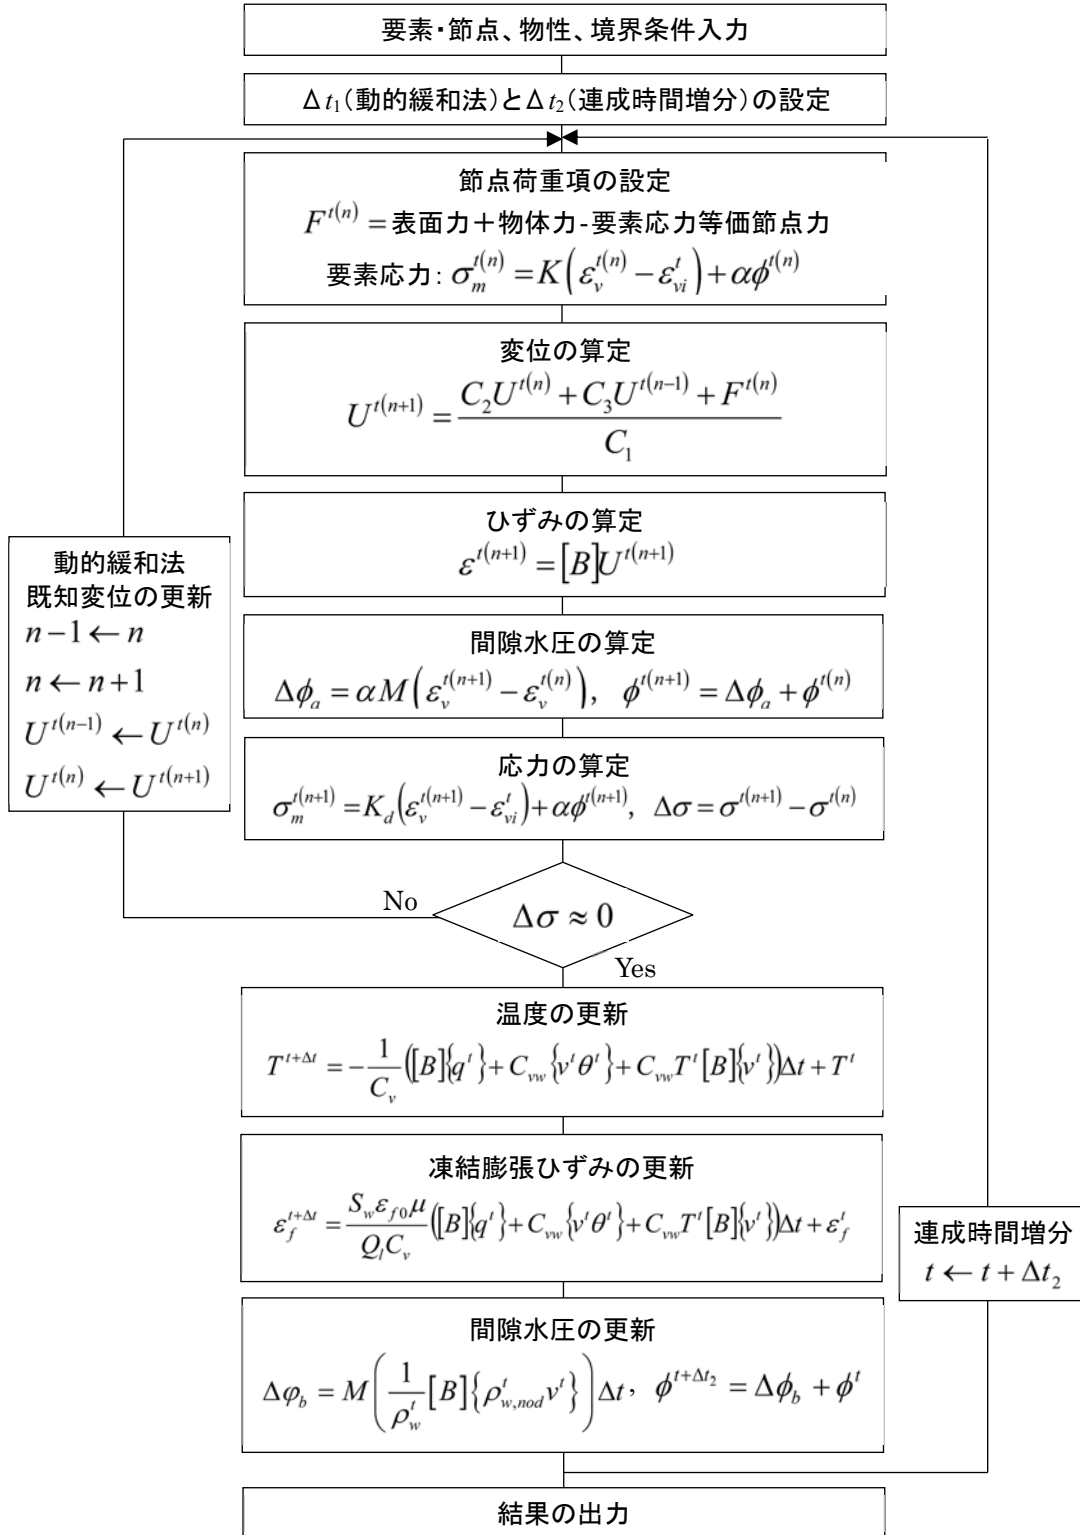 要素・節点、物性、境界条件入力
Δt₁(動的緩和法)とΔt₂(連成時間増分)の設定
節点荷重項の設定
F^{t(n)} = 表面力＋物体力-要素応力等価節点力
要素応力: σ_m^{t(n)} = K(ε_v^{t(n)} − ε_{vi}^t) + αϕ^{t(n)}
変位の算定
U^{t(n+1)} = \frac{C_2U^{t(n)} + C_3U^{t(n-1)} + F^{t(n)}}{C_1}
ひずみの算定
ε^{t(n+1)} = [B]U^{t(n+1)}
間隙水圧の算定
Δϕ_a = αM(ε_v^{t(n+1)} − ε_v^{t(n)}), ϕ^{t(n+1)} = Δϕ_a + ϕ^{t(n)}
応力の算定
σ_m^{t(n+1)} = K_d(ε_v^{t(n+1)} − ε_{vi}^t) + αϕ^{t(n+1)}, Δσ = σ^{t(n+1)} − σ^{t(n)}
Δσ ≈ 0
No
Yes
動的緩和法
既知変位の更新
n−1 ← n
n ← n+1
U^{t(n-1)} ← U^{t(n)}
U^{t(n)} ← U^{t(n+1)}
温度の更新
T^{t+Δt} = −\frac{1}{C_v}([B]{q^t} + C_{vw}{v^tθ^t} + C_{vw}T^t[B]{v^t})Δt + T^t
凍結膨張ひずみの更新
ε_f^{t+Δt} = \frac{S_wε_{f0}μ}{Q_lC_v}([B]{q^t} + C_{vw}{v^tθ^t} + C_{vw}T^t[B]{v^t})Δt + ε_f^t
間隙水圧の更新
Δφ_b = M(\frac{1}{ρ_w^t}[B]{ρ_{w,nod}^tv^t})Δt, ϕ^{t+Δt_2} = Δϕ_b + ϕ^t
連成時間増分
t ← t + Δt₂
結果の出力